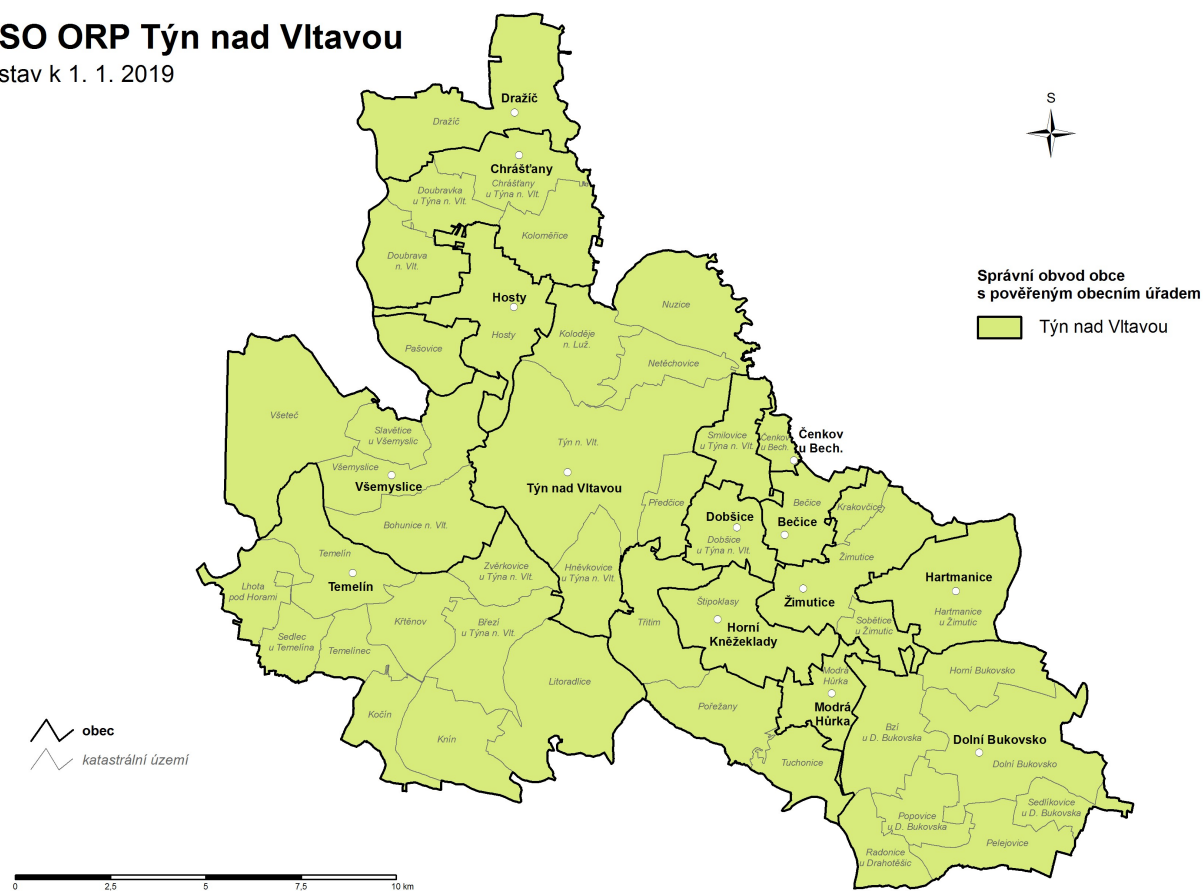 SO ORP Týn nad Vltavou
stav k 1. 1. 2019
S
Správní obvod obce
s pověřeným obecním úřadem
Týn nad Vltavou
Dražíč
Dražíč
Chrášťany
Chrášťany
u Týna n. Vlt.
Doubravka
u Týna n. Vlt.
Koloměřice
Doubrava
n. Vlt.
Hosty
Hosty
Pašovice
Nuzice
Koloděje
n. Luž.
Netěchovice
Všeteč
Slavětice
u Všemyslic
Všemyslice
Všemyslice
Bohunice n. Vlt.
Týn n. Vlt.
Týn nad Vltavou
Předčice
Smilovice
u Týna n. Vlt.
Čenkov
u Bech.
Čenkov
u Bech.
Dobšice
Dobšice
u Týna n. Vlt.
Bečice
Bečice
Krakovčice
Žimutice
Žimutice
Sobětice
u Žimutic
Hartmanice
Hartmanice
u Žimutic
Temelín
Temelín
Lhota
pod Horami
Sedlec
u Temelína
Temelínec
Křtěnov
Zvěrkovice
u Týna n. Vlt.
Hněvkovice
u Týna n. Vlt.
Březí
u Týna n. Vlt.
Litoradlice
Kočín
Knín
Třitim
Štipoklasy
Horní
Kněžeklady
Pořežany
Modrá
Hůrka
Modrá
Hůrka
Tuchonice
Horní Bukovsko
Bzí
u D. Bukovska
Dolní Bukovsko
Dolní Bukovsko
Sedlíkovice
u D. Bukovska
Popovice
u D. Bukovska
Pelejovice
Radonice
u Drahotěšic
obec
katastrální území
0 2,5 5 7,5 10 km